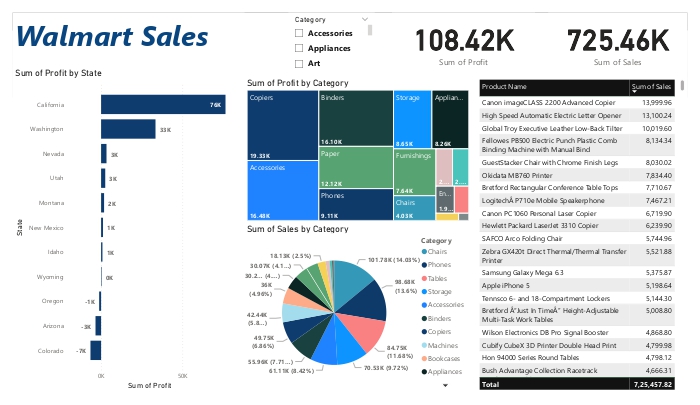 Walmart Sales
Category
Accessories
Appliances
Art
108.42K
Sum of Profit
725.46K
Sum of Sales
Sum of Profit by State
State
California
76K
Washington
33K
Nevada
3K
Utah
3K
Montana
2K
New Mexico
1K
Idaho
1K
Wyoming
0K
Oregon
-1K
Arizona
-3K
Colorado
-7K
0K
50K
Sum of Profit
Sum of Profit by Category
Copiers
19.33K
Accessories
16.48K
Binders
16.10K
Paper
12.12K
Phones
9.11K
Storage
8.65K
Applian...
8.26K
Furnishings
7.64K
Chairs
4.03K
En...
1.9...
Sum of Sales by Category
101.78K (14.03%)
98.68K
(13.6%)
84.75K
(11.68%)
70.53K (9.72%)
61.11K (8.42%)
55.96K (7.71...)
49.75K
(6.86%)
42.44K
(5.8...)
36K
(4.96%)
30.2... (4....)
30.07K (4.1...)
18.13K (2.5%)
Category
Chairs
Phones
Tables
Storage
Accessories
Binders
Copiers
Machines
Bookcases
Appliances
Product Name Sum of Sales
Canon imageCLASS 2200 Advanced Copier 13,999.96
High Speed Automatic Electric Letter Opener 13,100.24
Global Troy Executive Leather Low-Back Tilter 10,019.60
Fellowes PB500 Electric Punch Plastic Comb 8,134.34
Binding Machine with Manual Bind
GuestStacker Chair with Chrome Finish Legs 8,030.02
Okidata MB760 Printer 7,834.40
Bretford Rectangular Conference Table Tops 7,710.67
LogitechÂ P710e Mobile Speakerphone 7,467.21
Canon PC1060 Personal Laser Copier 6,719.90
Hewlett Packard LaserJet 3310 Copier 6,239.90
SAFCO Arco Folding Chair 5,744.96
Zebra GX420t Direct Thermal/Thermal Transfer 5,521.88
Printer
Samsung Galaxy Mega 6.3 5,375.87
Apple iPhone 5 5,198.64
Tennsco 6- and 18-Compartment Lockers 5,144.30
Bretford Â"Just In TimeÂ" Height-Adjustable 5,008.80
Multi-Task Work Tables
Wilson Electronics DB Pro Signal Booster 4,868.80
Cubify CubeX 3D Printer Double Head Print 4,799.98
Hon 94000 Series Round Tables 4,798.12
Bush Advantage Collection Racetrack 4,666.31
Total 7,25,457.82